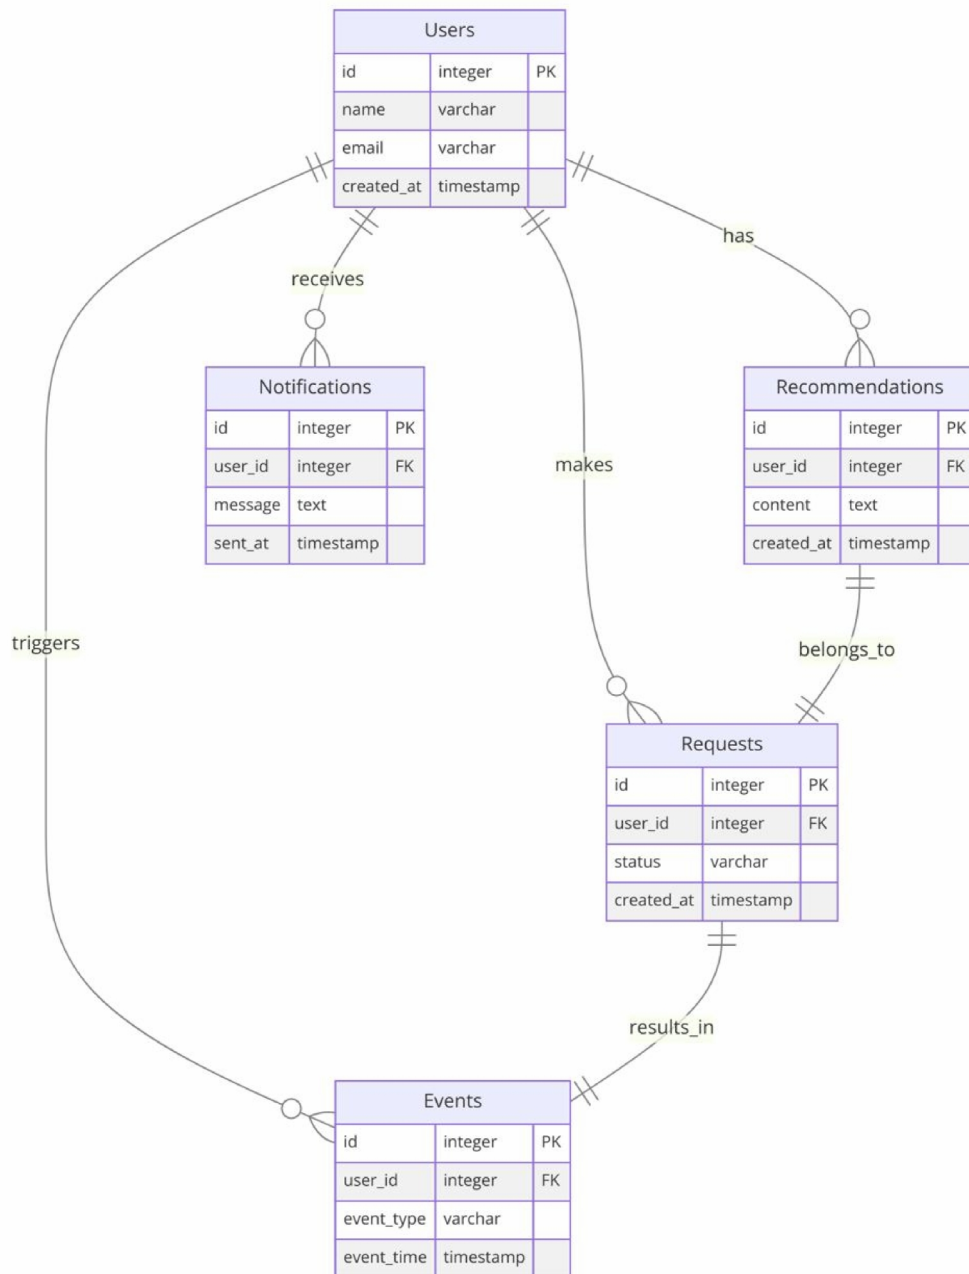 Users
id integer PK
name varchar
email varchar
created_at timestamp
has
receives
Notifications
id integer PK
user_id integer FK
message text
sent_at timestamp
Recommendations
id integer PK
user_id integer FK
content text
created_at timestamp
makes
triggers
belongs_to
Requests
id integer PK
user_id integer FK
status varchar
created_at timestamp
results_in
Events
id integer PK
user_id integer FK
event_type varchar
event_time timestamp